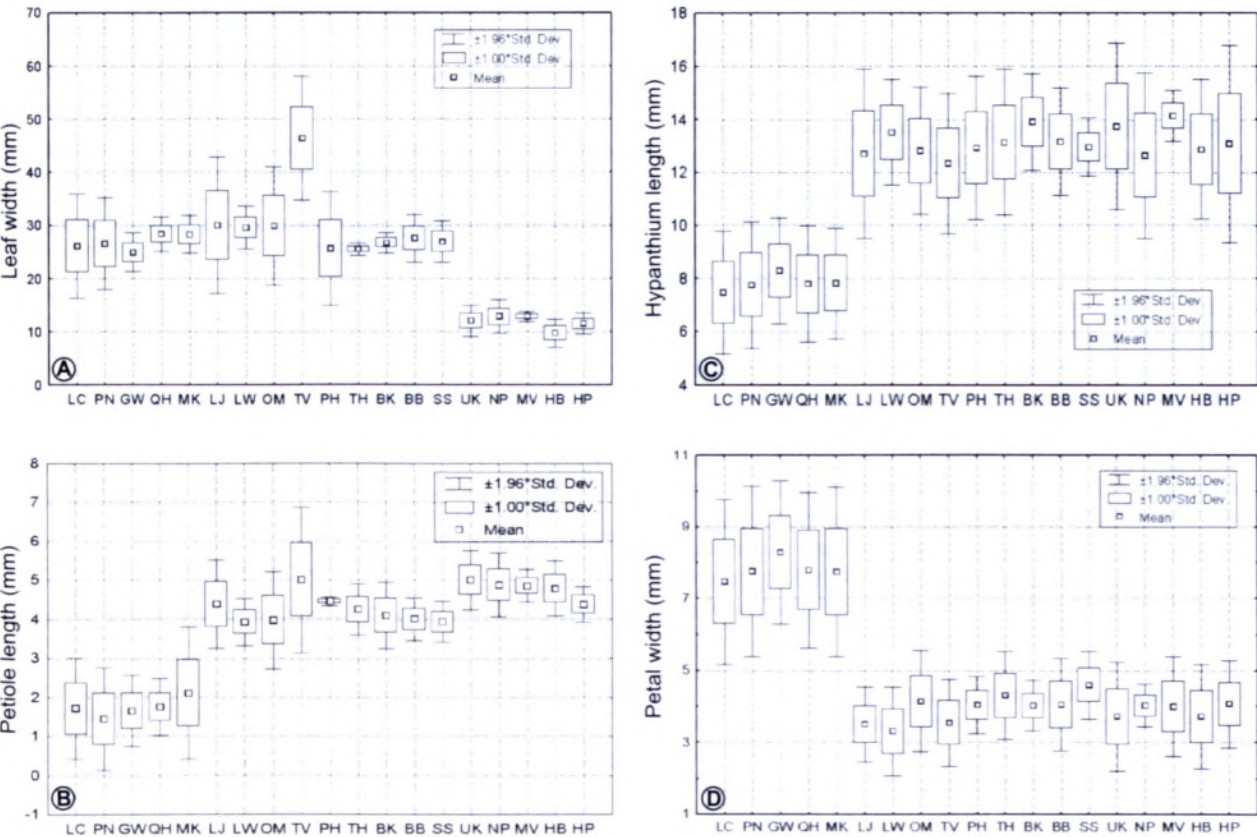 Leaf width (mm)
70
60
50
40
30
20
10
0
±1.96*Std. Dev.
±1.00*Std. Dev.
Mean
A
LC PN GW QH MK LJ LW OM TV PH TH BK BB SS UK NP MV HB HP
Hypanthium length (mm)
18
16
14
12
10
8
6
4
±1.96*Std. Dev.
±1.00*Std. Dev.
Mean
C
LC PN GW QH MK LJ LW OM TV PH TH BK BB SS UK NP MV HB HP
Petiole length (mm)
8
7
6
5
4
3
2
1
0
-1
±1.96*Std. Dev.
±1.00*Std. Dev.
Mean
B
LC PN GW QH MK LJ LW OM TV PH TH BK BB SS UK NP MV HB HP
Petal width (mm)
11
9
7
5
3
1
±1.96*Std. Dev.
±1.00*Std. Dev.
Mean
D
LC PN GW QH MK LJ LW OM TV PH TH BK BB SS UK NP MV HB HP